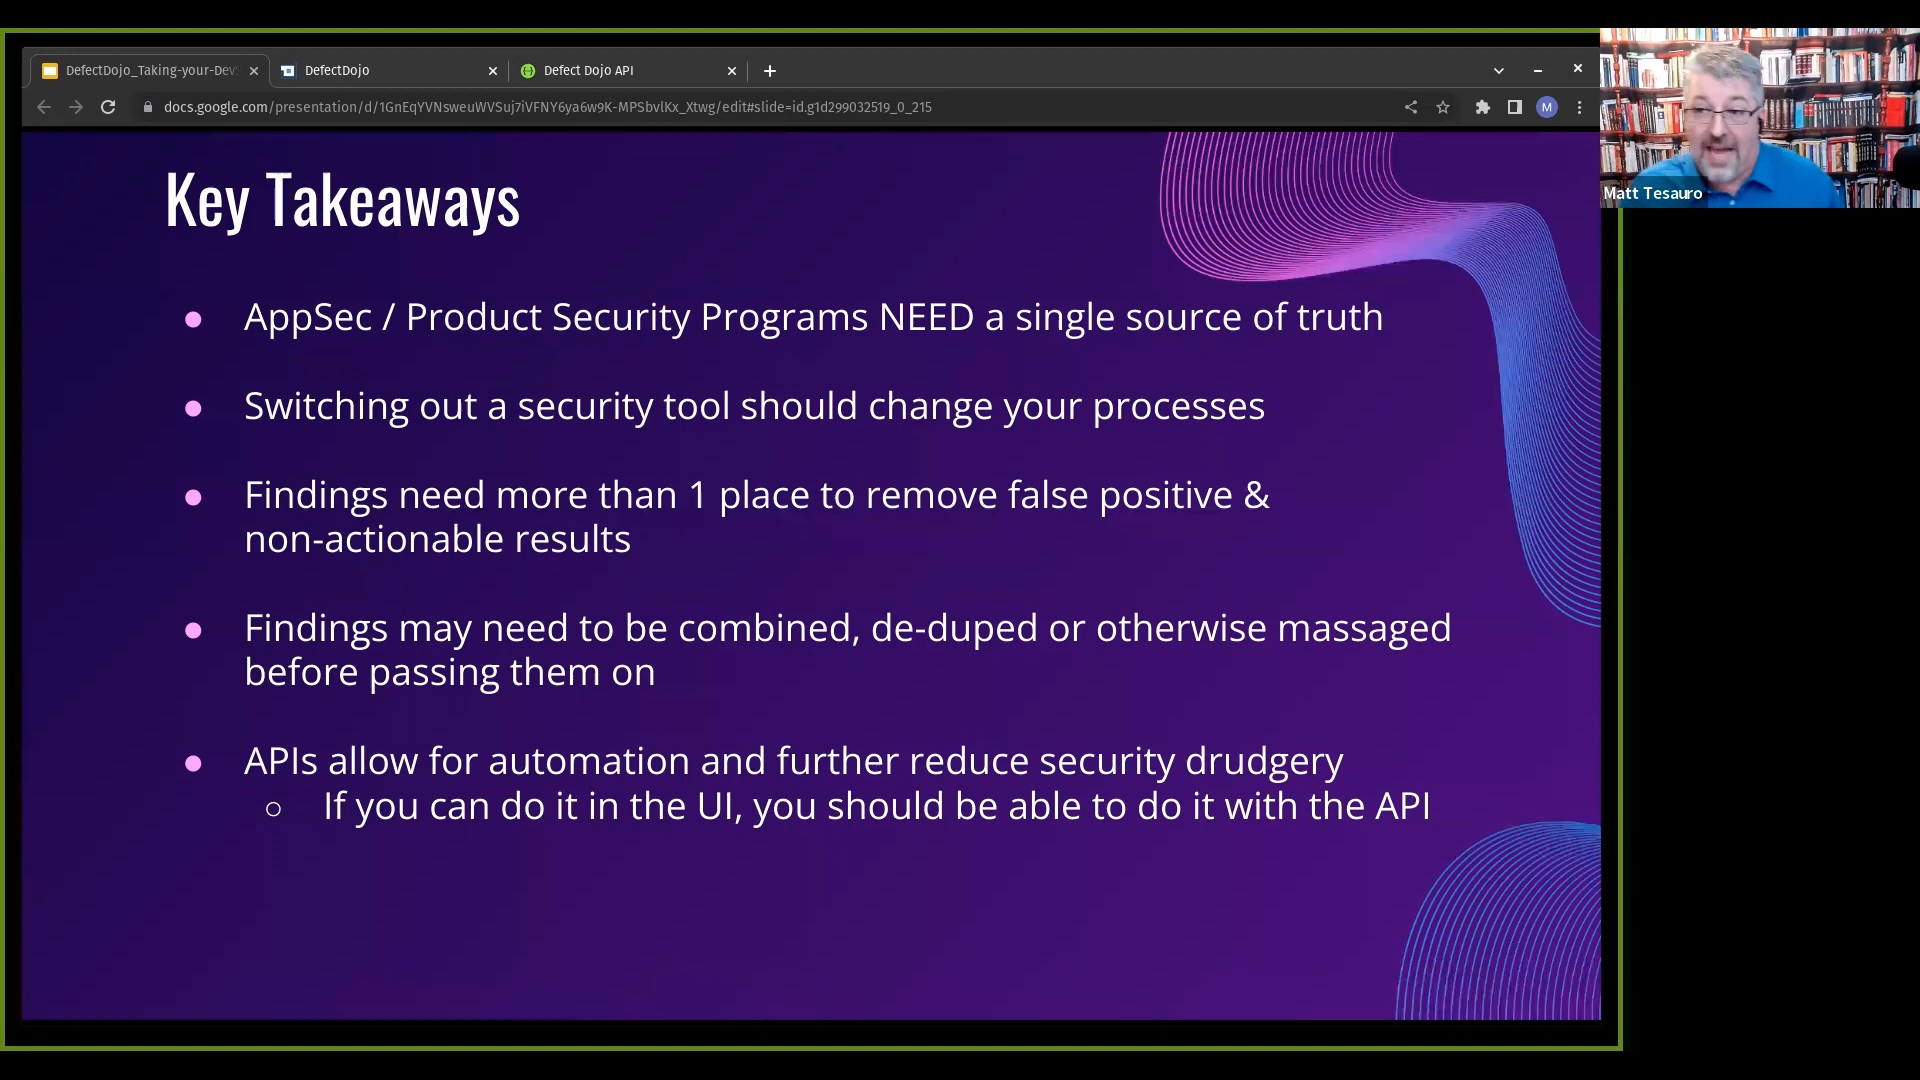 DefectDojo_Taking-your-Dev
DefectDojo
Defect Dojo API
docs.google.com/presentation/d/1GnEqYVNsweuWVSuj7iVFNY6ya6w9K-MPSbvlKx_Xtwg/edit#slide=id.g1d299032519_0_215
M
Matt Tesauro
Key Takeaways
● AppSec / Product Security Programs NEED a single source of truth
● Switching out a security tool should change your processes
● Findings need more than 1 place to remove false positive &
non-actionable results
● Findings may need to be combined, de-duped or otherwise massaged
before passing them on
● APIs allow for automation and further reduce security drudgery
○ If you can do it in the UI, you should be able to do it with the API